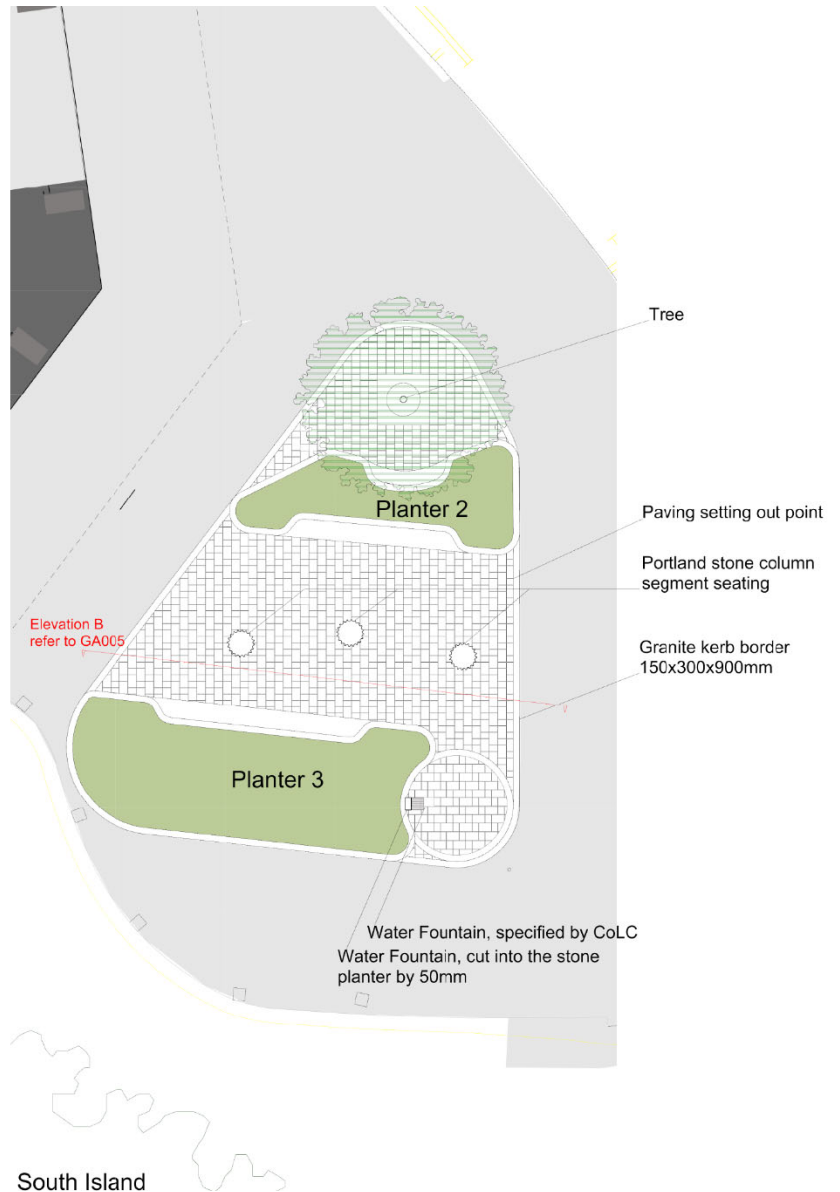 Tree
Planter 2
Paving setting out point
Portland stone column
segment seating
Elevation B
refer to GA005
Granite kerb border
150x300x900mm
Planter 3
Water Fountain, specified by CoLC
Water Fountain, cut into the stone
planter by 50mm
South Island